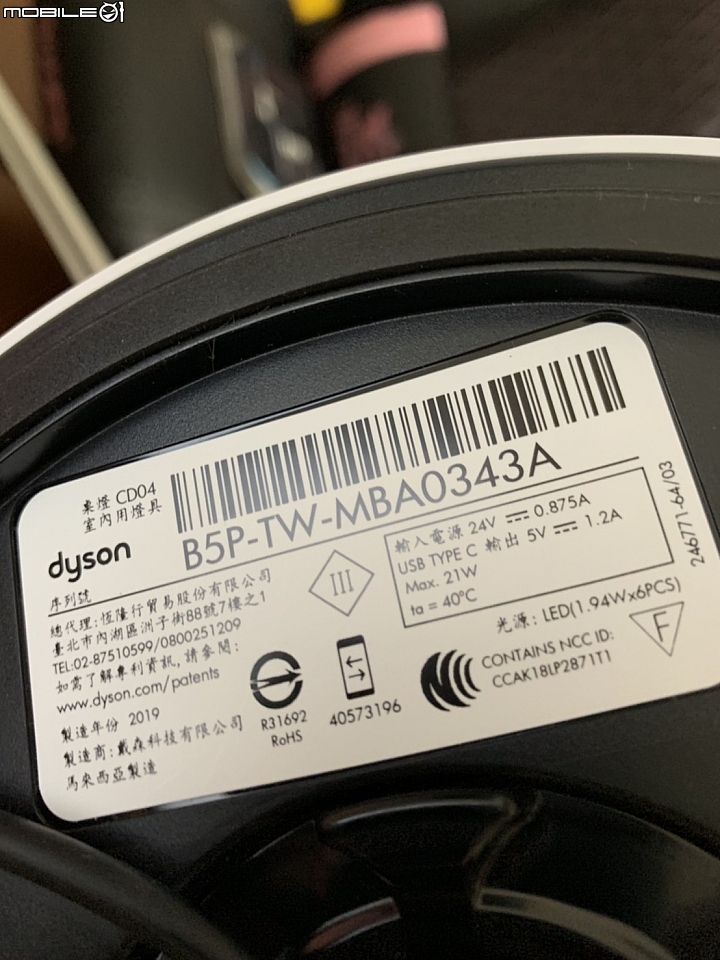 MOBILE01
桌燈 CD04
室內用燈具
dyson
B5P-TW-MBA0343A
序列號
總代理:恆隆行貿易股份有限公司
臺北市內湖區洲子街88號7樓之1
TEL:02-87510599/0800251209
如需了解專利資訊,請參閱:
www.dyson.com/patents
製造年份 2019
製造商:戴森科技有限公司
馬來西亞製造
III
輸入電源 24V ⎓ 0.875A
USB TYPE C 輸出 5V ⎓ 1.2A
Max. 21W
ta = 40°C
246771-64/03
光源: LED(1.94Wx6PCS)
F
R31692
RoHS
40573196
CONTAINS NCC ID:
CCAK18LP2871T1